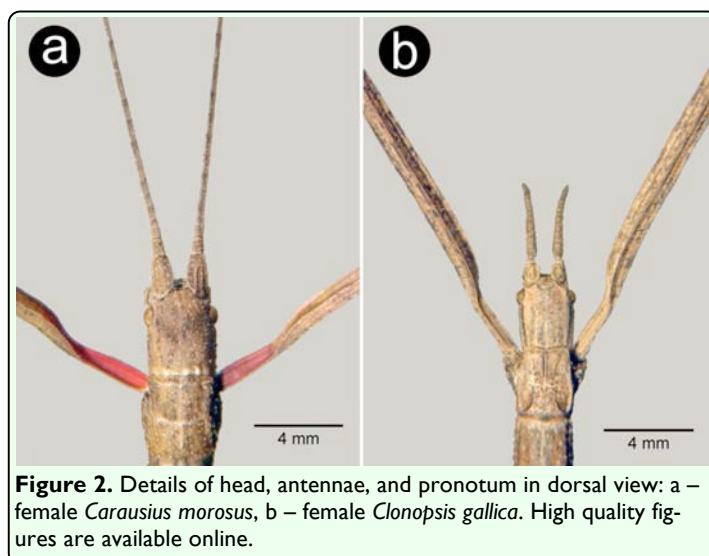 a
b
4 mm
4 mm
Figure 2. Details of head, antennae, and pronotum in dorsal view: a –
female Carausius morosus, b – female Clonopsis gallica. High quality fig-
ures are available online.